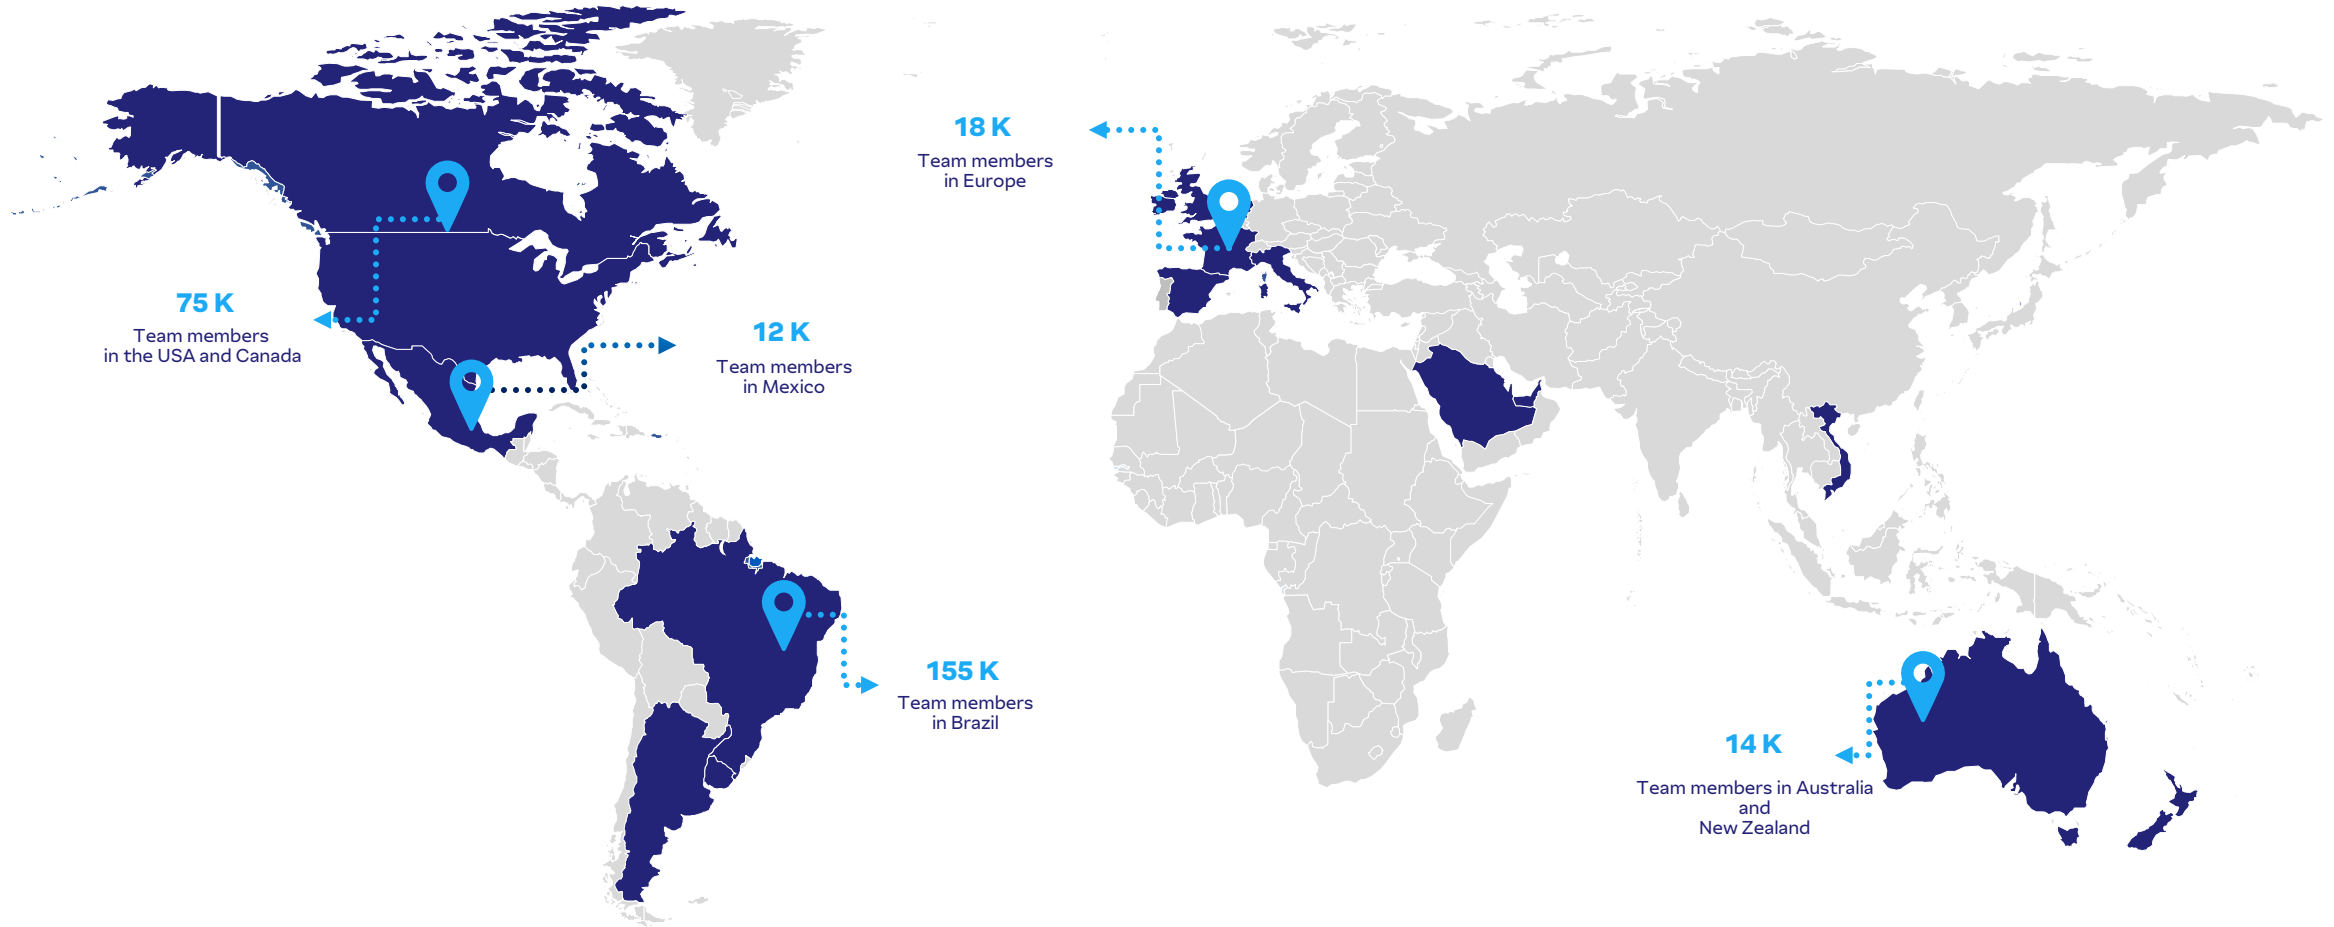 18 K
Team members
in Europe
75 K
Team members
in the USA and Canada
12 K
Team members
in Mexico
155 K
Team members
in Brazil
14 K
Team members in Australia
and
New Zealand